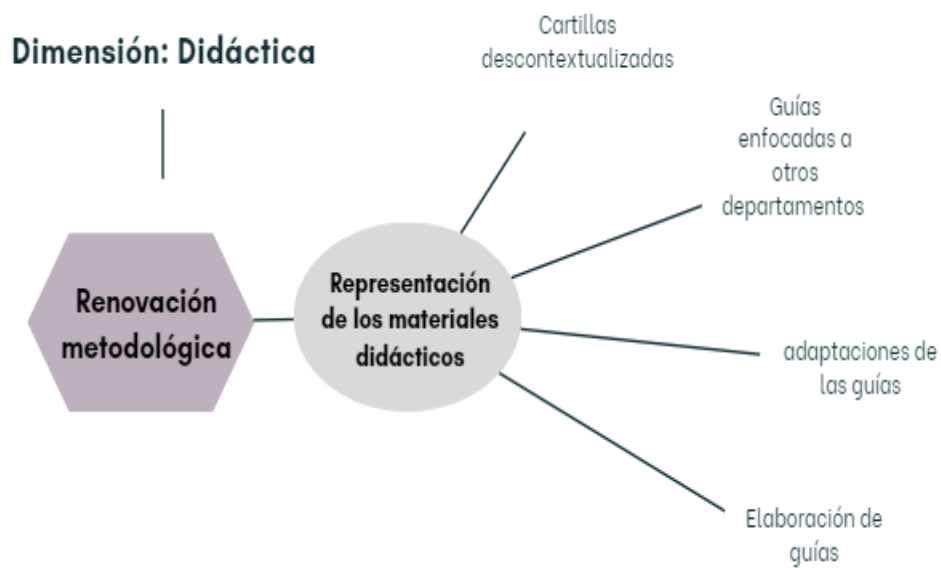 Dimensión: Didáctica
Renovación
metodológica
Representación
de los materiales
didácticos
Cartillas
descontextualizadas
Guías
enfocadas a
otros
departamentos
adaptaciones de
las guías
Elaboración de
guías